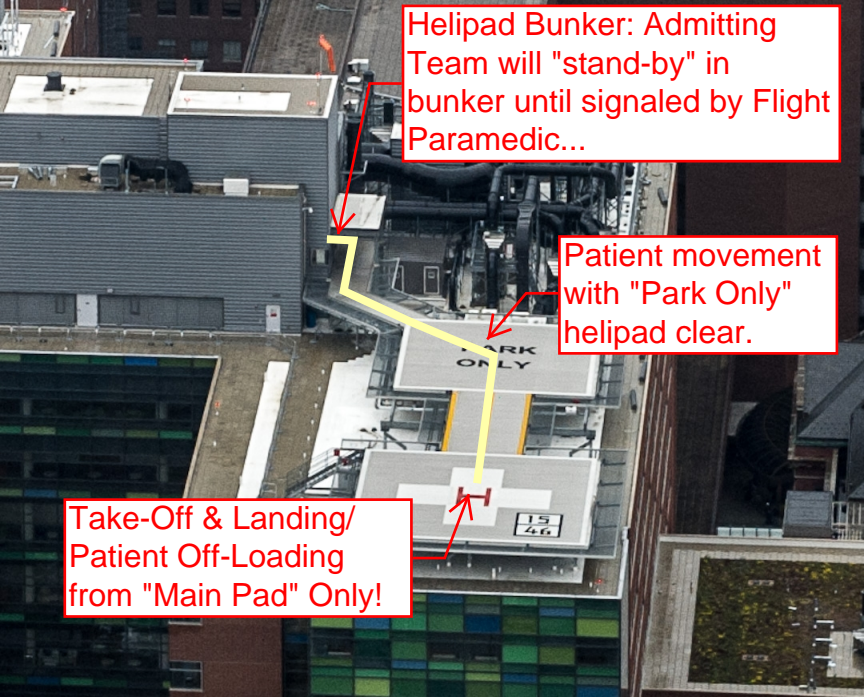 Helipad Bunker: Admitting
Team will "stand-by" in
bunker until signaled by Flight
Paramedic...
Patient movement
with "Park Only"
helipad clear.
PARK
ONLY
H
15
46
Take-Off & Landing/
Patient Off-Loading
from "Main Pad" Only!